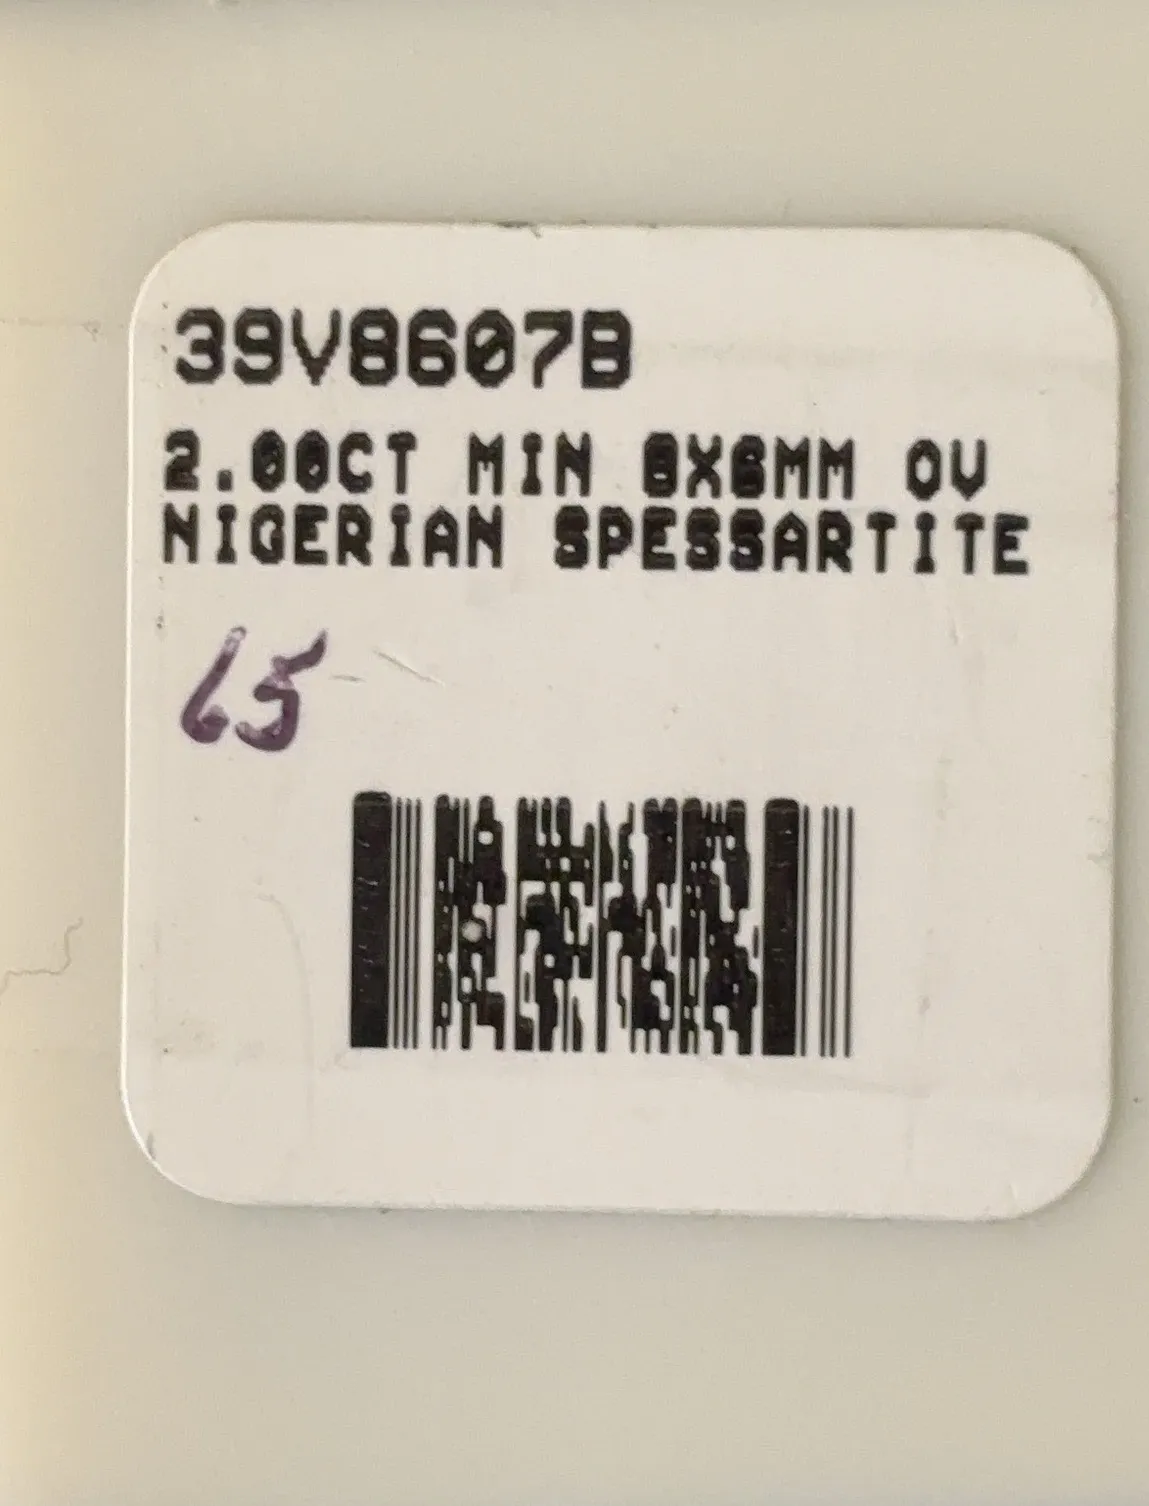 39V8607B
2.00CT MIN 8X6MM OV
NIGERIAN SPESSARTITE
65